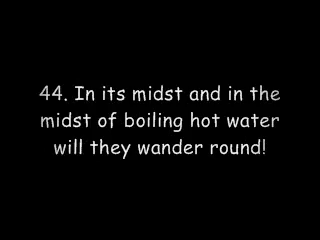 44. In its midst and in the
midst of boiling hot water
will they wander round!